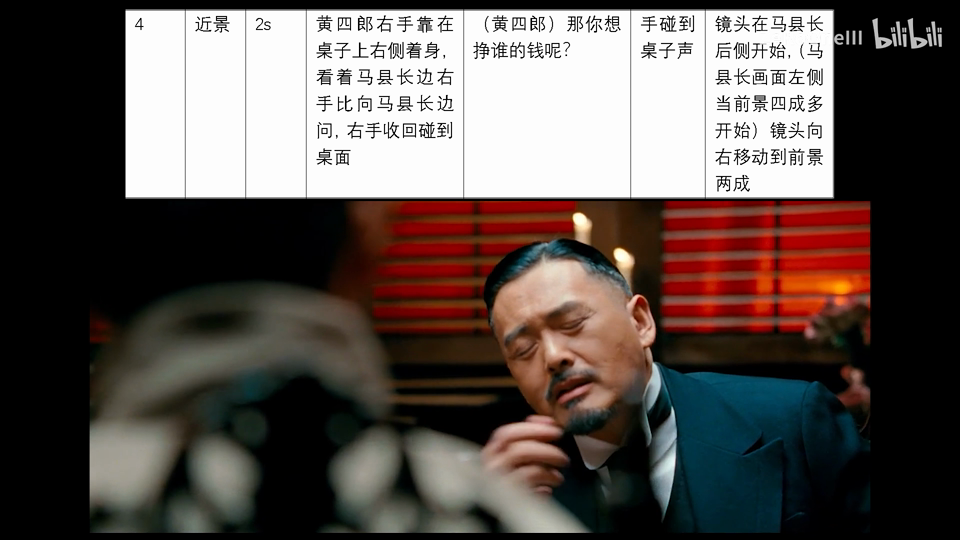 4
近景
2s
黄四郎右手靠在
桌子上右侧着身，
看着马县长边右
手比向马县长边
问，右手收回碰到
桌面
（黄四郎）那你想
挣谁的钱呢？
手碰到
桌子声
镜头在马县长
后侧开始，（马
县长画面左侧
当前景四成多
开始）镜头向
右移动到前景
两成
bilibili